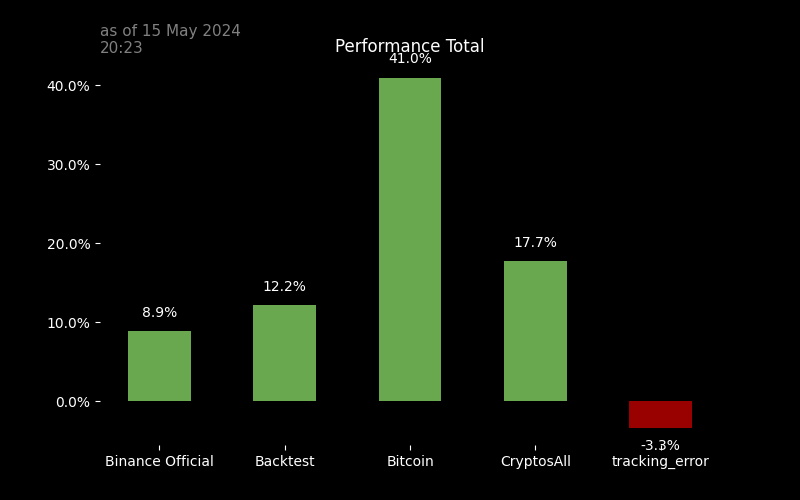 as of 15 May 2024
20:23
Performance Total
41.0%
40.0%
30.0%
20.0%
10.0%
0.0%
8.9%
12.2%
17.7%
-3.3%
Binance Official
Backtest
Bitcoin
CryptosAll
tracking_error